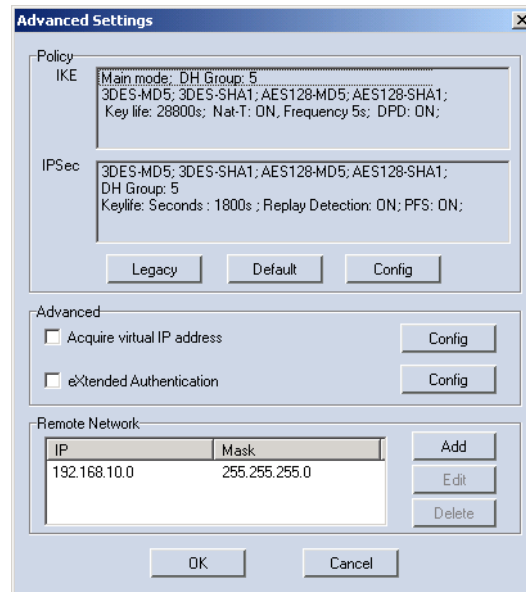 Advanced Settings
Policy
IKE
Main mode; DH Group: 5
3DES-MD5; 3DES-SHA1; AES128-MD5; AES128-SHA1;
Key life: 28800s; Nat-T: ON, Frequency 5s; DPD: ON;
IPSec
3DES-MD5; 3DES-SHA1; AES128-MD5; AES128-SHA1;
DH Group: 5
Keylife: Seconds : 1800s ; Replay Detection: ON; PFS: ON;
Legacy Default Config
Advanced
Acquire virtual IP address Config
eXtended Authentication Config
Remote Network
IP Mask Add
192.168.10.0 255.255.255.0
Edit
Delete
OK Cancel